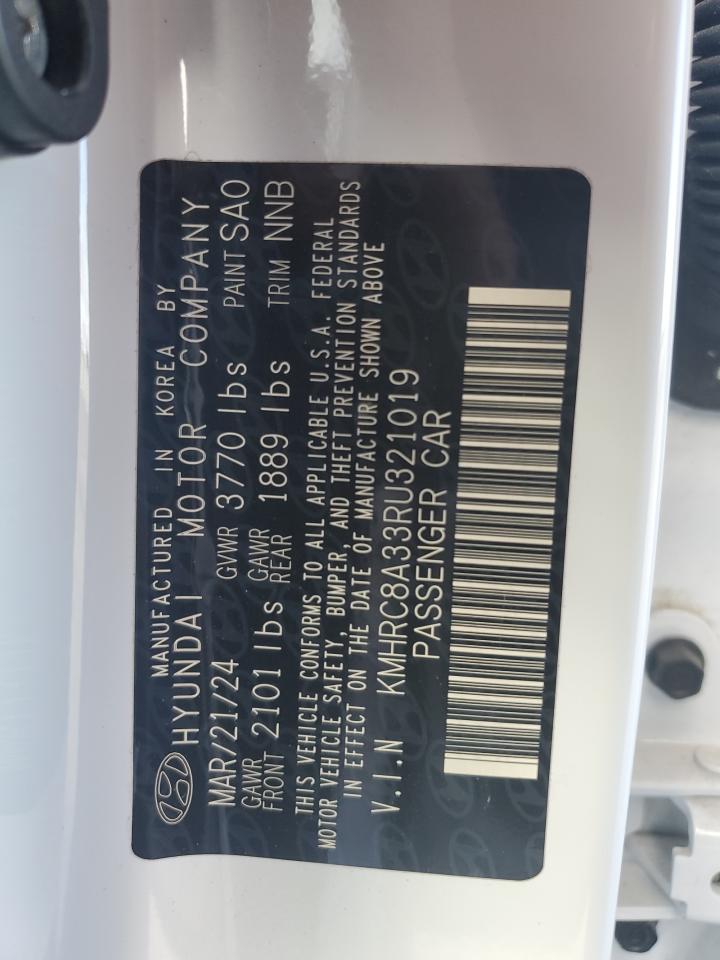 MANUFACTURED IN KOREA BY
HYUNDAI MOTOR COMPANY
MAR/21/24 GVWR 3770 lbs PAINT SAO
GAWR FRONT 2101 lbs GAWR REAR 1889 lbs TRIM NNB
THIS VEHICLE CONFORMS TO ALL APPLICABLE U.S.A. FEDERAL
MOTOR VEHICLE SAFETY, BUMPER, AND THEFT PREVENTION STANDARDS
IN EFFECT ON THE DATE OF MANUFACTURE SHOWN ABOVE
V.I.N KMHRC8A33RU321019
PASSENGER CAR